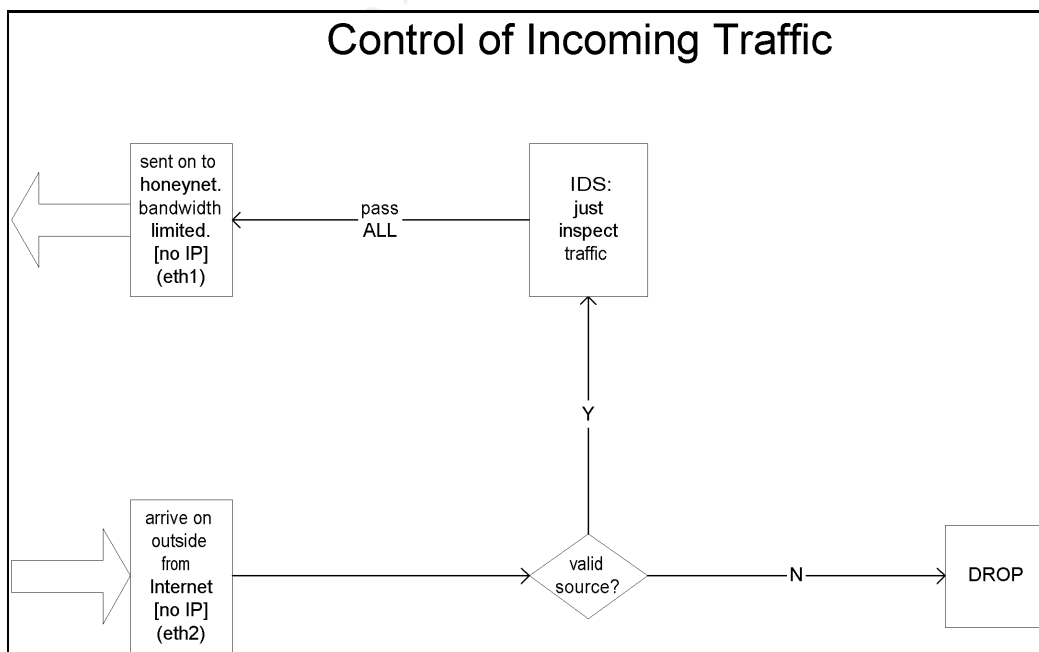 Control of Incoming Traffic
sent on to
honeynet.
bandwidth
limited.
[no IP]
(eth1)
pass
ALL
IDS:
just
inspect
traffic
Y
arrive on
outside
from
Internet
[no IP]
(eth2)
valid
source?
N
DROP